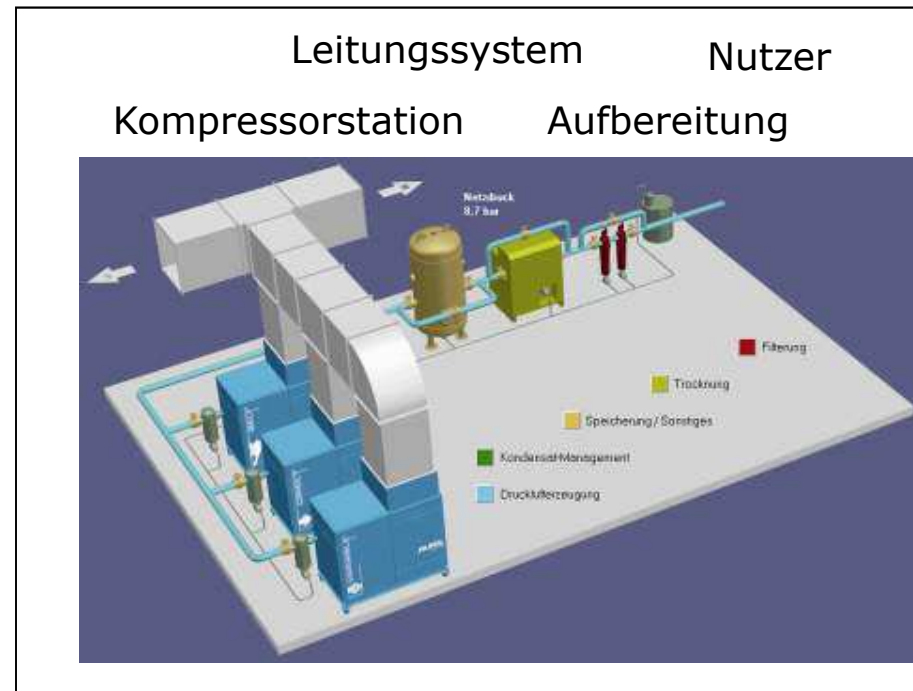 Leitungssystem Nutzer
Kompressorstation Aufbereitung
Netzdruck
8,7 bar
Filterung
Trocknung
Speicherung / Sonstiges
Kondensat-Management
Drucklufterzeugung